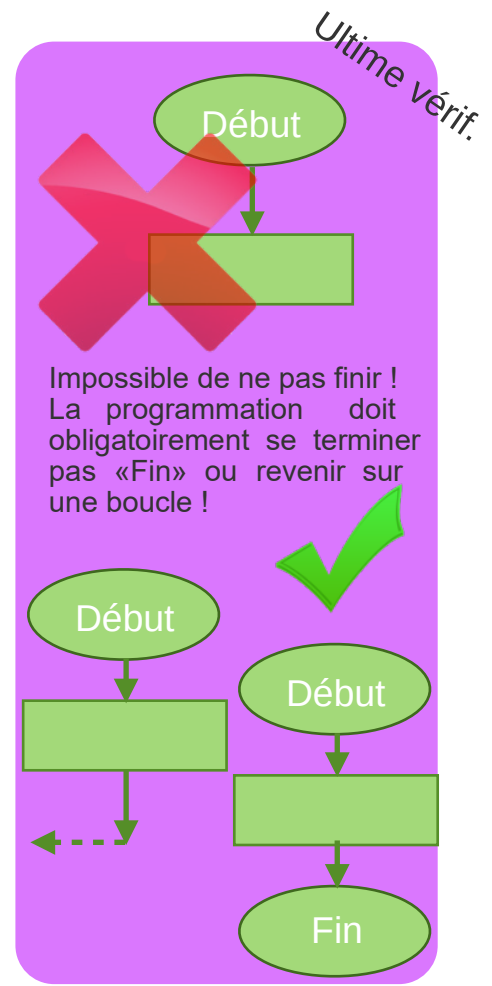 Ultime vérif.
Début
Impossible de ne pas finir !
La programmation doit
obligatoirement se terminer
pas «Fin» ou revenir sur
une boucle !
Début
Début
Fin